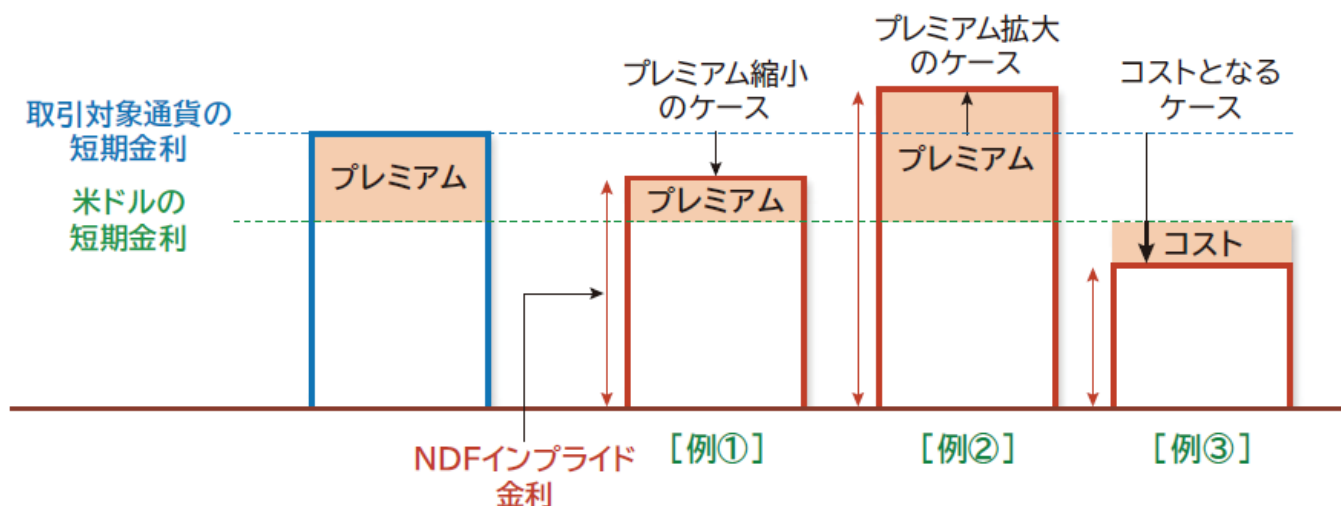 取引対象通貨の
短期金利
米ドルの
短期金利
プレミアム
プレミアム縮小
のケース
プレミアム
プレミアム拡大
のケース
プレミアム
コストとなる
ケース
コスト
NDFインプライド
金利
[例①]
[例②]
[例③]